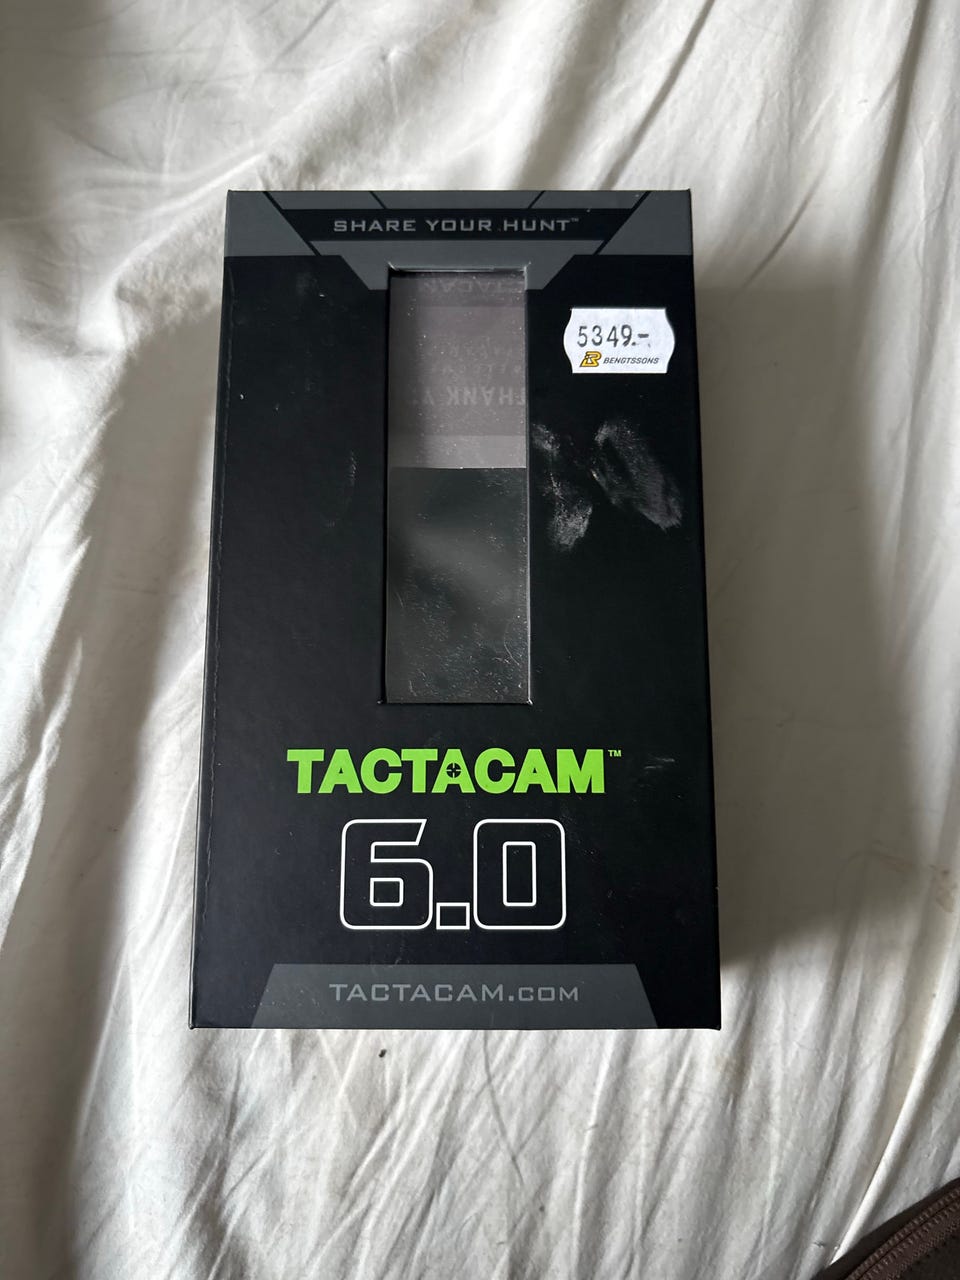 SHARE YOUR HUNT™
5349.-
BENGTSSONS
TACTACAM™
6.0
TACTACAM.COM